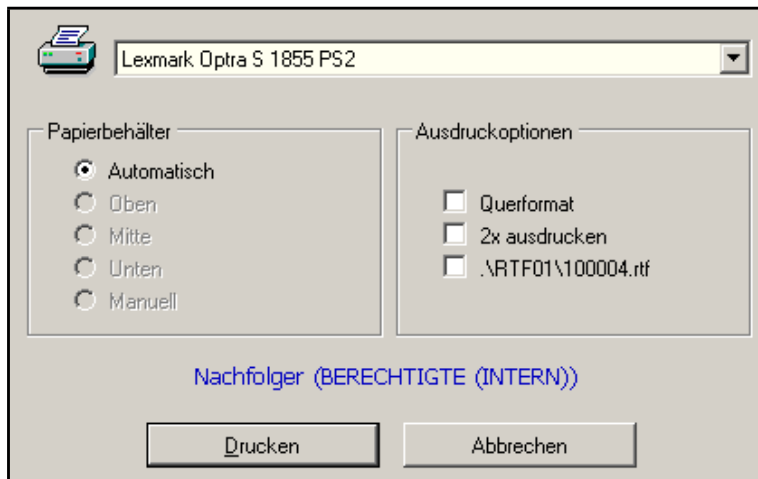 Lexmark Optra S 1855 PS2
Papierbehälter
Automatisch
Oben
Mitte
Unten
Manuell
Ausdruckoptionen
Querformat
2x ausdrucken
.\RTF01\100004.rtf
Nachfolger (BERECHTIGTE (INTERN))
Drucken
Abbrechen